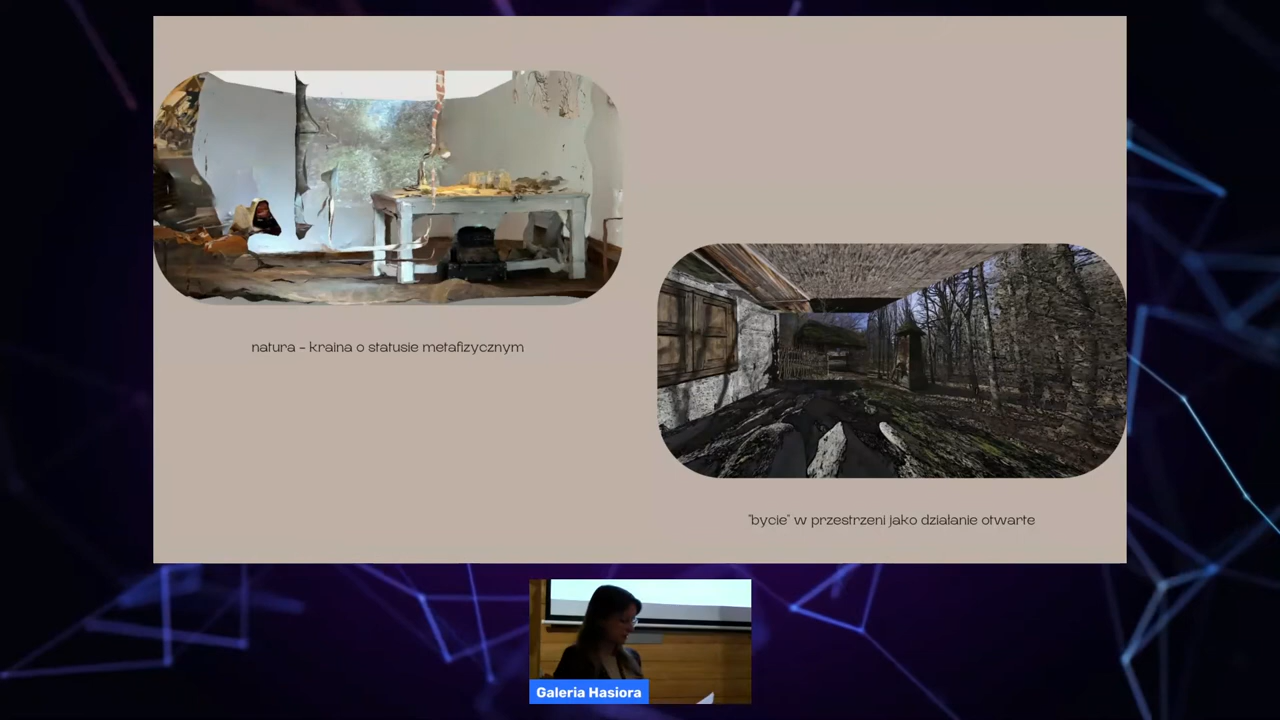 natura - kraina o statusie metafizycznym
"bycie" w przestrzeni jako działanie otwarte
Galeria Hasiora